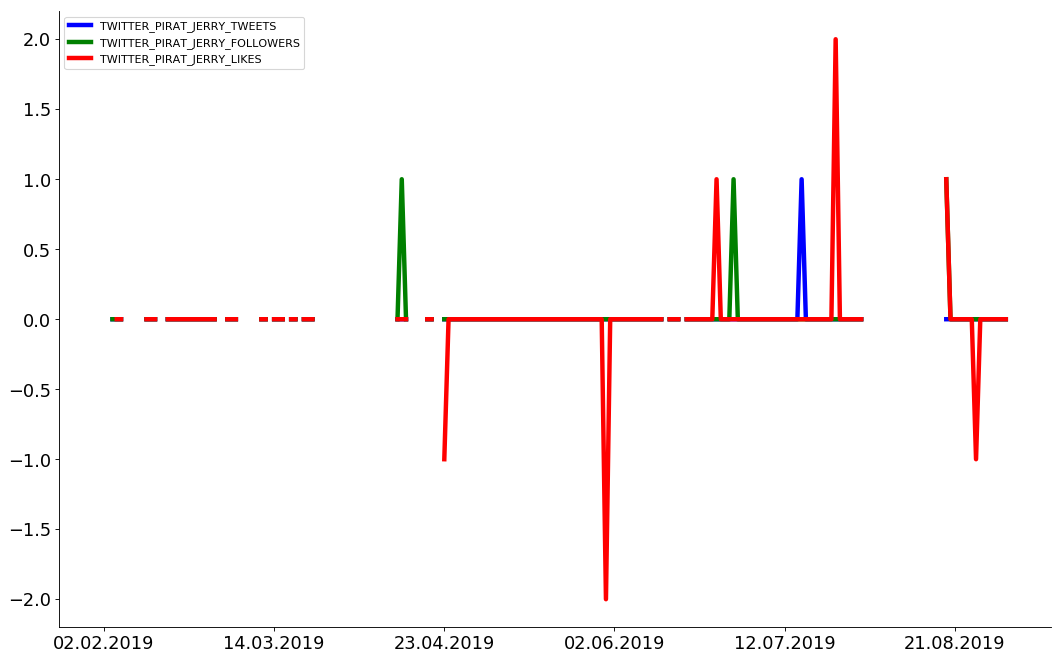 TWITTER_PIRAT_JERRY_TWEETS
TWITTER_PIRAT_JERRY_FOLLOWERS
TWITTER_PIRAT_JERRY_LIKES
2.0
1.5
1.0
0.5
0.0
−0.5
−1.0
−1.5
−2.0
02.02.2019 14.03.2019 23.04.2019 02.06.2019 12.07.2019 21.08.2019